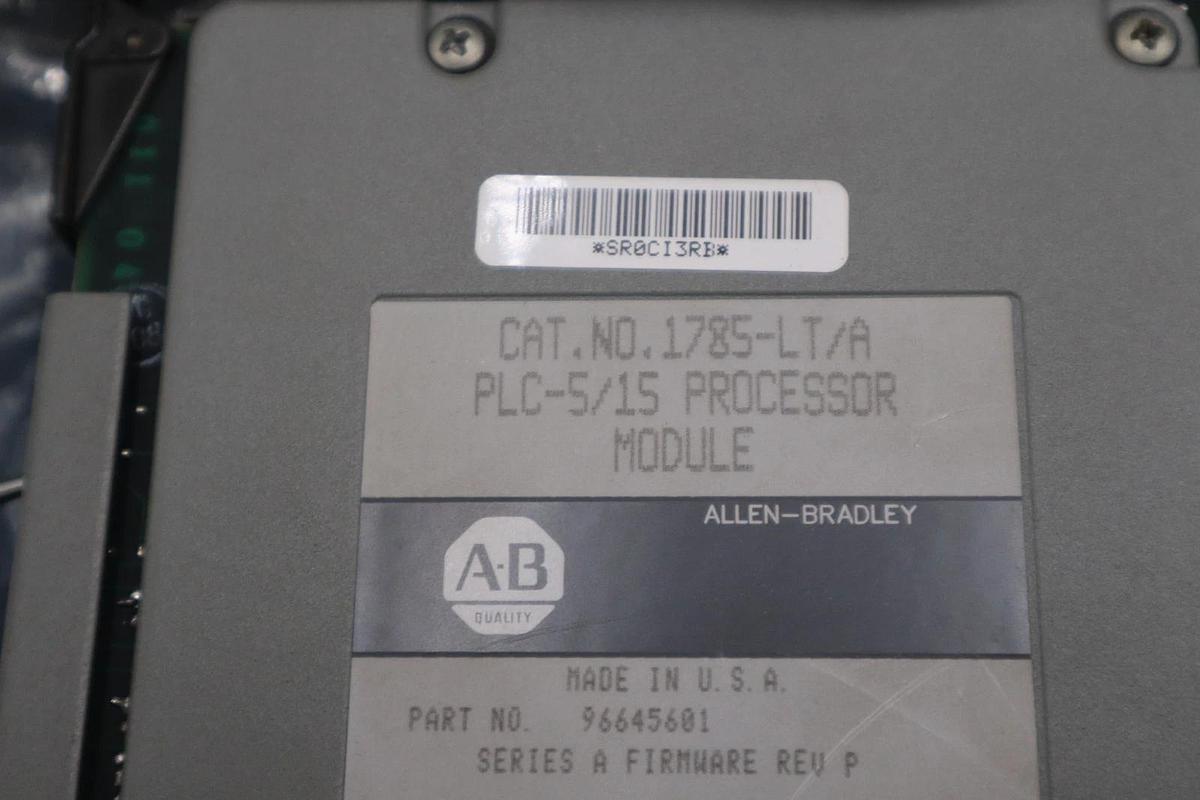 *SR0CI3RB*
CAT.NO.1785-LT/A
PLC-5/15 PROCESSOR
MODULE
ALLEN-BRADLEY
A-B
QUALITY
MADE IN U.S.A.
PART NO. 96645601
SERIES A FIRMWARE REV P